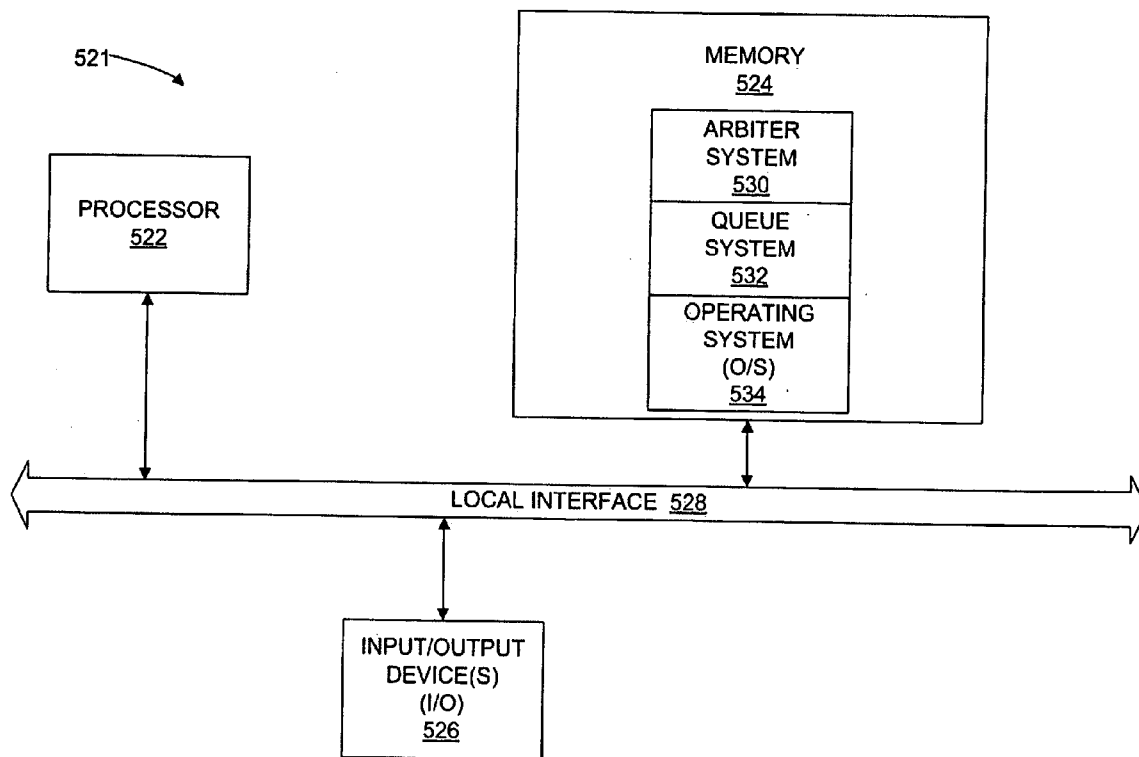 521
MEMORY
524
ARBITER
SYSTEM
530
PROCESSOR
522
QUEUE
SYSTEM
532
OPERATING
SYSTEM
(O/S)
534
LOCAL INTERFACE 528
INPUT/OUTPUT
DEVICE(S)
(I/O)
526